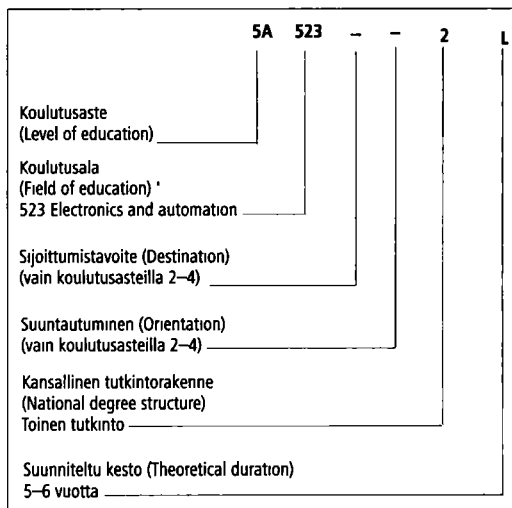 5A 523 – – 2 L
Koulutusaste
(Level of education)
Koulutusala
(Field of education) '
523 Electronics and automation
Sijoittumistavoite (Destination)
(vain koulutusasteilla 2–4)
Suuntautuminen (Orientation)
(vain koulutusasteilla 2–4)
Kansallinen tutkintorakenne
(National degree structure)
Toinen tutkinto
Suunniteltu kesto (Theoretical duration)
5–6 vuotta